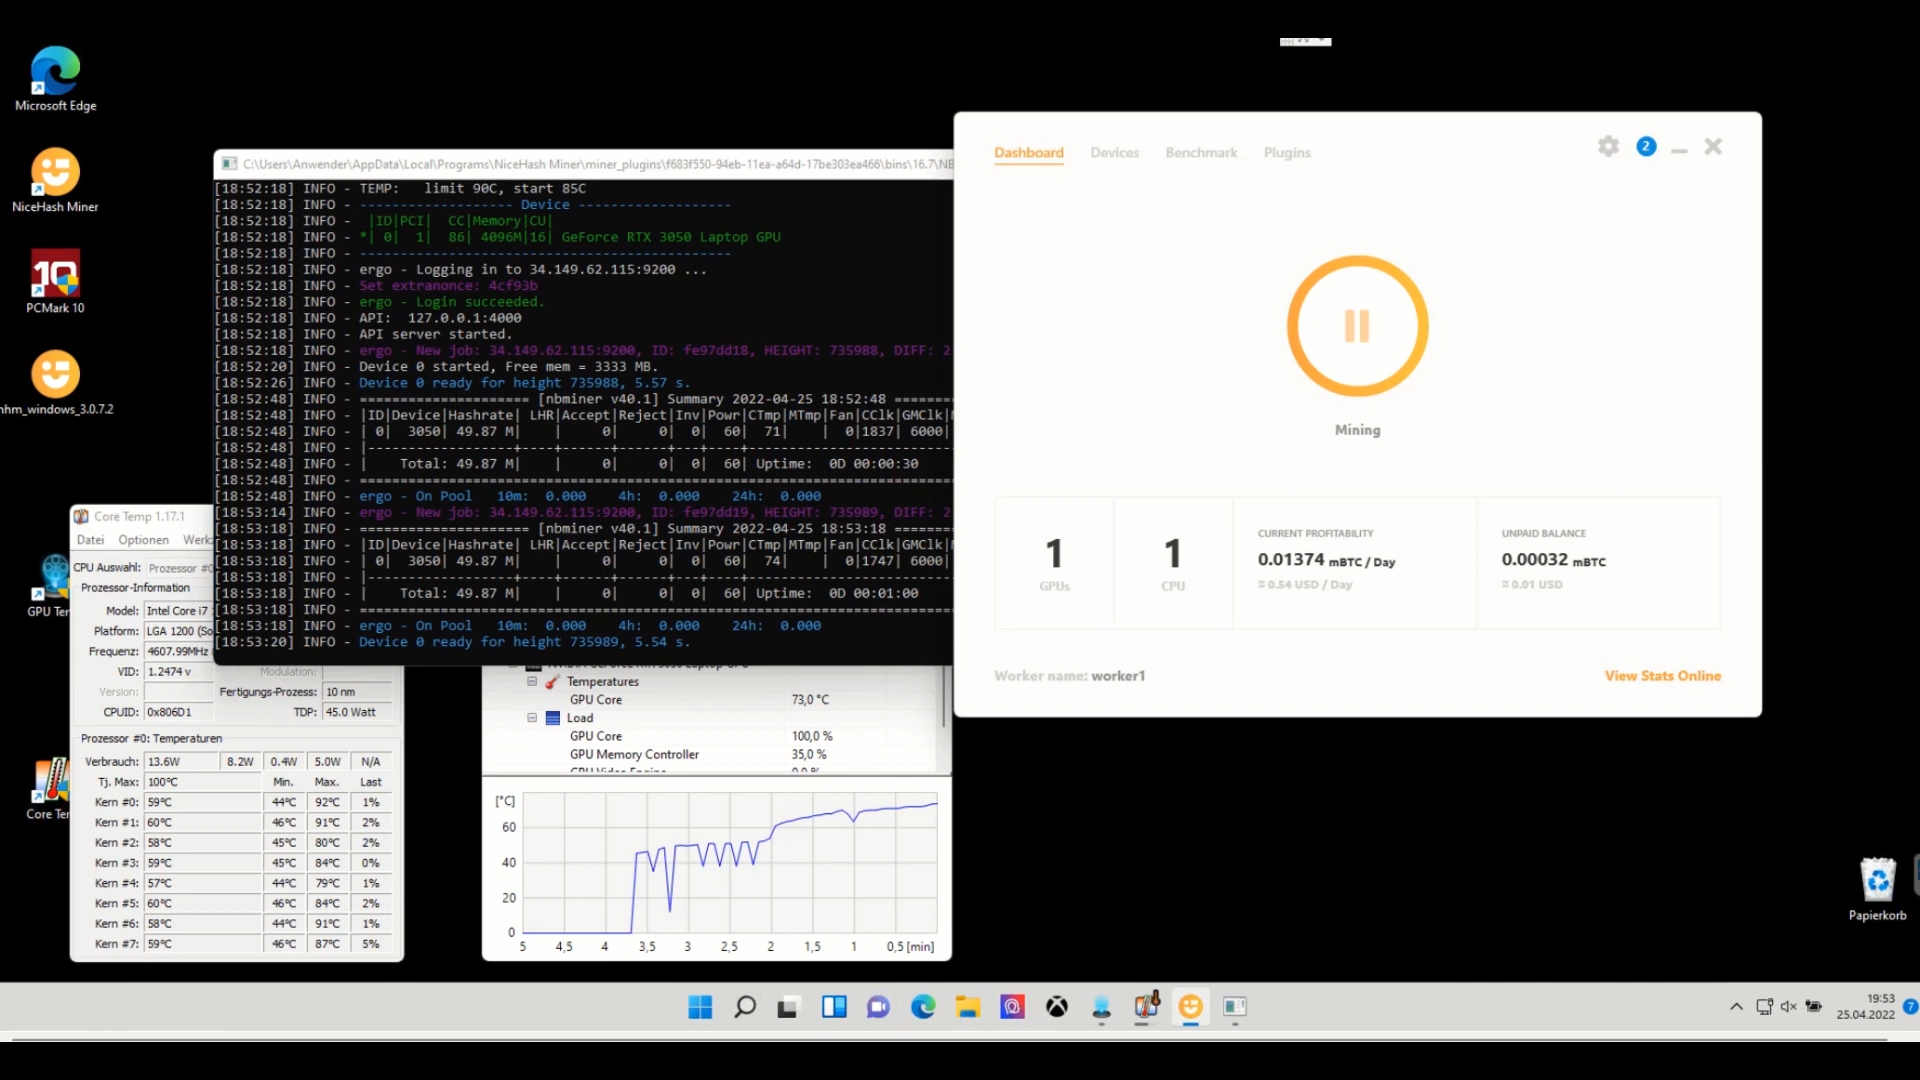 Microsoft Edge
NiceHash Miner
PCMark 10
nhm_windows_3.0.7.2
GPU Tem
Core Ter
C:\Users\Anwender\AppData\Local\Programs\NiceHash Miner\miner_plugins\f683f550-94eb-11ea-a64d-17be303ea466\bins\16.7\NB
[18:52:18] INFO - TEMP:   limit 90C, start 85C
[18:52:18] INFO - ------------------- Device -------------------
[18:52:18] INFO -  |ID|PCI|  CC|Memory|CU|
[18:52:18] INFO - *| 0|  1|  86| 4096M|16| GeForce RTX 3050 Laptop GPU
[18:52:18] INFO - ----------------------------------------------
[18:52:18] INFO - ergo - Logging in to 34.149.62.115:9200 ...
[18:52:18] INFO - Set extranonce: 4cf93b
[18:52:18] INFO - ergo - Login succeeded.
[18:52:18] INFO - API:  127.0.0.1:4000
[18:52:18] INFO - API server started.
[18:52:18] INFO - ergo - New job: 34.149.62.115:9200, ID: fe97dd18, HEIGHT: 735988, DIFF: 2
[18:52:20] INFO - Device 0 started, Free mem = 3333 MB.
[18:52:26] INFO - Device 0 ready for height 735988, 5.57 s.
[18:52:48] INFO - ===================== [nbminer v40.1] Summary 2022-04-25 18:52:48 =======
[18:52:48] INFO - |ID|Device|Hashrate| LHR|Accept|Reject|Inv|Powr|CTmp|MTmp|Fan|CClk|GMClk|
[18:52:48] INFO - | 0|  3050| 49.87 M|    |     0|     0|  0|  60|  71|    |  0|1837| 6000|
[18:52:48] INFO - |------------------+----+------+------+---+----+-------------------------
[18:52:48] INFO - |    Total: 49.87 M|    |     0|     0|  0|  60| Uptime:  0D 00:00:30
[18:52:48] INFO - =========================================================================
[18:52:48] INFO - ergo - On Pool   10m:  0.000    4h:  0.000    24h:  0.000
[18:53:14] INFO - ergo - New job: 34.149.62.115:9200, ID: fe97dd19, HEIGHT: 735989, DIFF: 2
[18:53:18] INFO - ===================== [nbminer v40.1] Summary 2022-04-25 18:53:18 =======
[18:53:18] INFO - |ID|Device|Hashrate| LHR|Accept|Reject|Inv|Powr|CTmp|MTmp|Fan|CClk|GMClk|
[18:53:18] INFO - | 0|  3050| 49.87 M|    |     0|     0|  0|  60|  74|    |  0|1747| 6000|
[18:53:18] INFO - |------------------+----+------+------+---+----+-------------------------
[18:53:18] INFO - |    Total: 49.87 M|    |     0|     0|  0|  60| Uptime:  0D 00:01:00
[18:53:18] INFO - =========================================================================
[18:53:18] INFO - ergo - On Pool   10m:  0.000    4h:  0.000    24h:  0.000
[18:53:20] INFO - Device 0 ready for height 735989, 5.54 s.
Dashboard Devices Benchmark Plugins 2
Mining
1 GPUs
1 CPU
CURRENT PROFITABILITY
0.01374 mBTC / Day
≈ 0.54 USD / Day
UNPAID BALANCE
0.00032 mBTC
≈ 0.01 USD
Worker name: worker1
View Stats Online
Core Temp 1.17.1
Datei Optionen Werkz
CPU Auswahl: Prozessor #0
Prozessor-Information
Model: Intel Core i7
Platform: LGA 1200 (So
Frequenz: 4607.99MHz
VID: 1.2474 v Modulation:
Version: Fertigungs-Prozess: 10 nm
CPUID: 0x806D1 TDP: 45.0 Watt
Prozessor #0: Temperaturen
Verbrauch: 13.6W 8.2W 0.4W 5.0W N/A
Tj. Max: 100°C Min. Max. Last
Kern #0: 59°C 44°C 92°C 1%
Kern #1: 60°C 46°C 91°C 2%
Kern #2: 58°C 45°C 80°C 2%
Kern #3: 59°C 45°C 84°C 0%
Kern #4: 57°C 44°C 79°C 1%
Kern #5: 60°C 46°C 84°C 2%
Kern #6: 58°C 44°C 91°C 1%
Kern #7: 59°C 46°C 87°C 5%
Temperatures
GPU Core 73,0 °C
Load
GPU Core 100,0 %
GPU Memory Controller 35,0 %
GPU Video Engine 0,0 %
[°C]
60
40
20
0
5 4,5 4 3,5 3 2,5 2 1,5 1 0,5 [min]
Papierkorb
19:53
25.04.2022
7